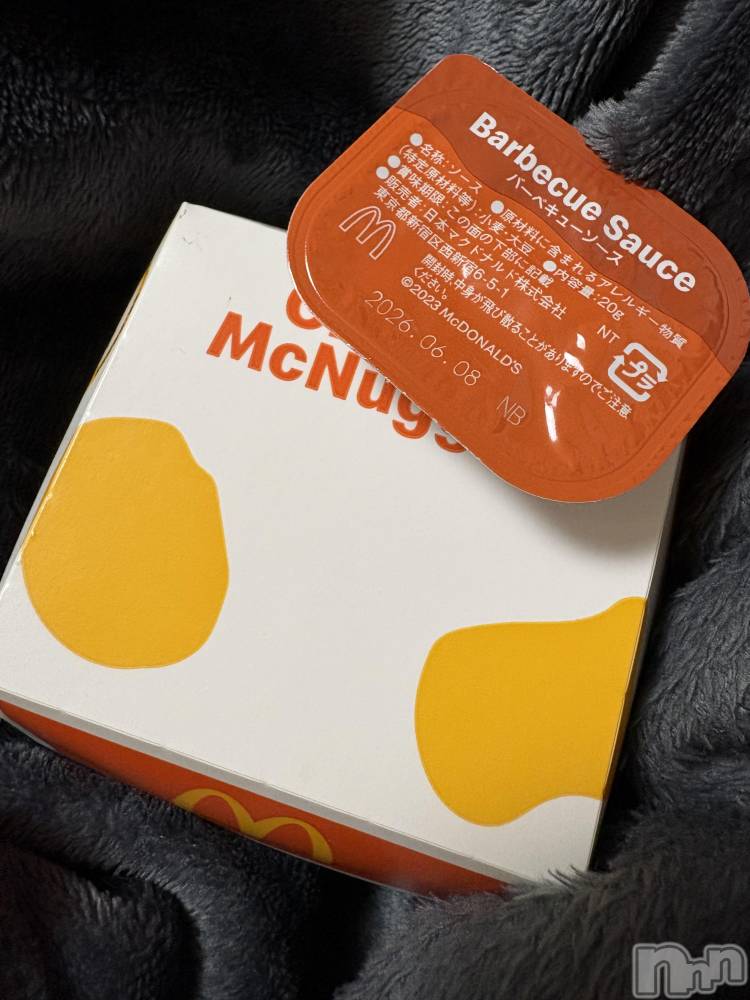 Barbecue Sauce
バーベキューソース
●名称:ソース ●原材料に含まれるアレルギー物質
(特定原材料等):小麦・大豆 ●内容量:20g
●賞味期限:この面の下部に記載
●販売者:日本マクドナルド株式会社
東京都新宿区西新宿6-5-1 NT
開封時、中身が飛び散ることがありますのでご注意
ください。
©2023 McDONALD'S
プラ
2026.06.08 NB
McNugg
nnn